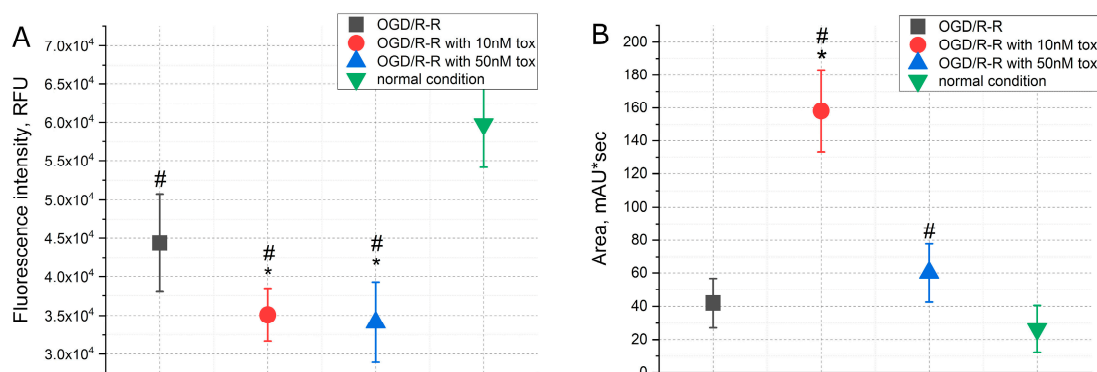 A
Fluorescence intensity, RFU
7.0x10⁴
6.5x10⁴
6.0x10⁴
5.5x10⁴
5.0x10⁴
4.5x10⁴
4.0x10⁴
3.5x10⁴
3.0x10⁴
OGD/R-R
OGD/R-R with 10nM tox
OGD/R-R with 50nM tox
normal condition
#
#
*
#
*
B
Area, mAU*sec
200
180
160
140
120
100
80
60
40
20
0
OGD/R-R
OGD/R-R with 10nM tox
OGD/R-R with 50nM tox
normal condition
#
*
#